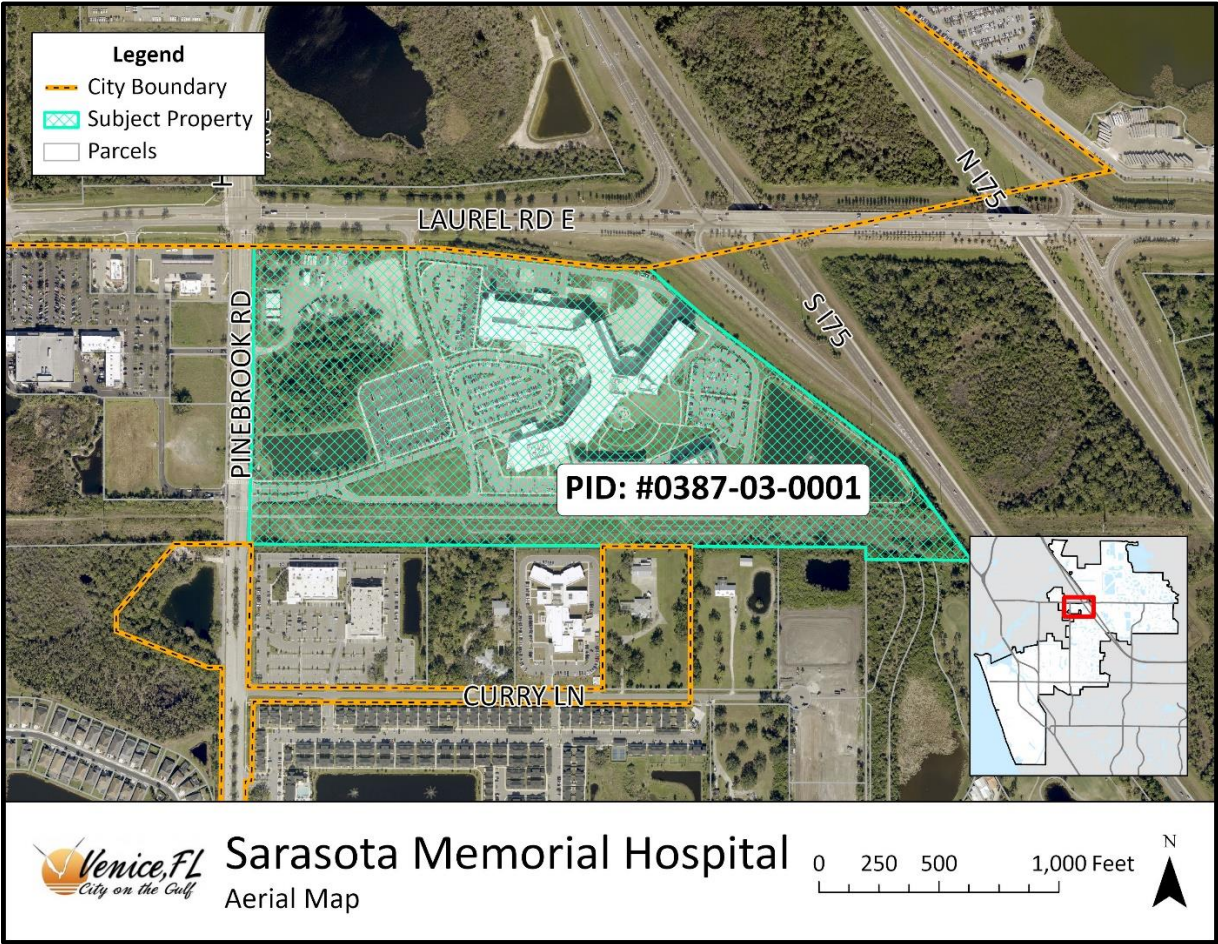 Legend
City Boundary
Subject Property
Parcels
LAUREL RD E
N I75
S I75
PINEBROOK RD
PID: #0387-03-0001
CURRY LN
Venice, FL
City on the Gulf
Sarasota Memorial Hospital
Aerial Map
0 250 500 1,000 Feet
N